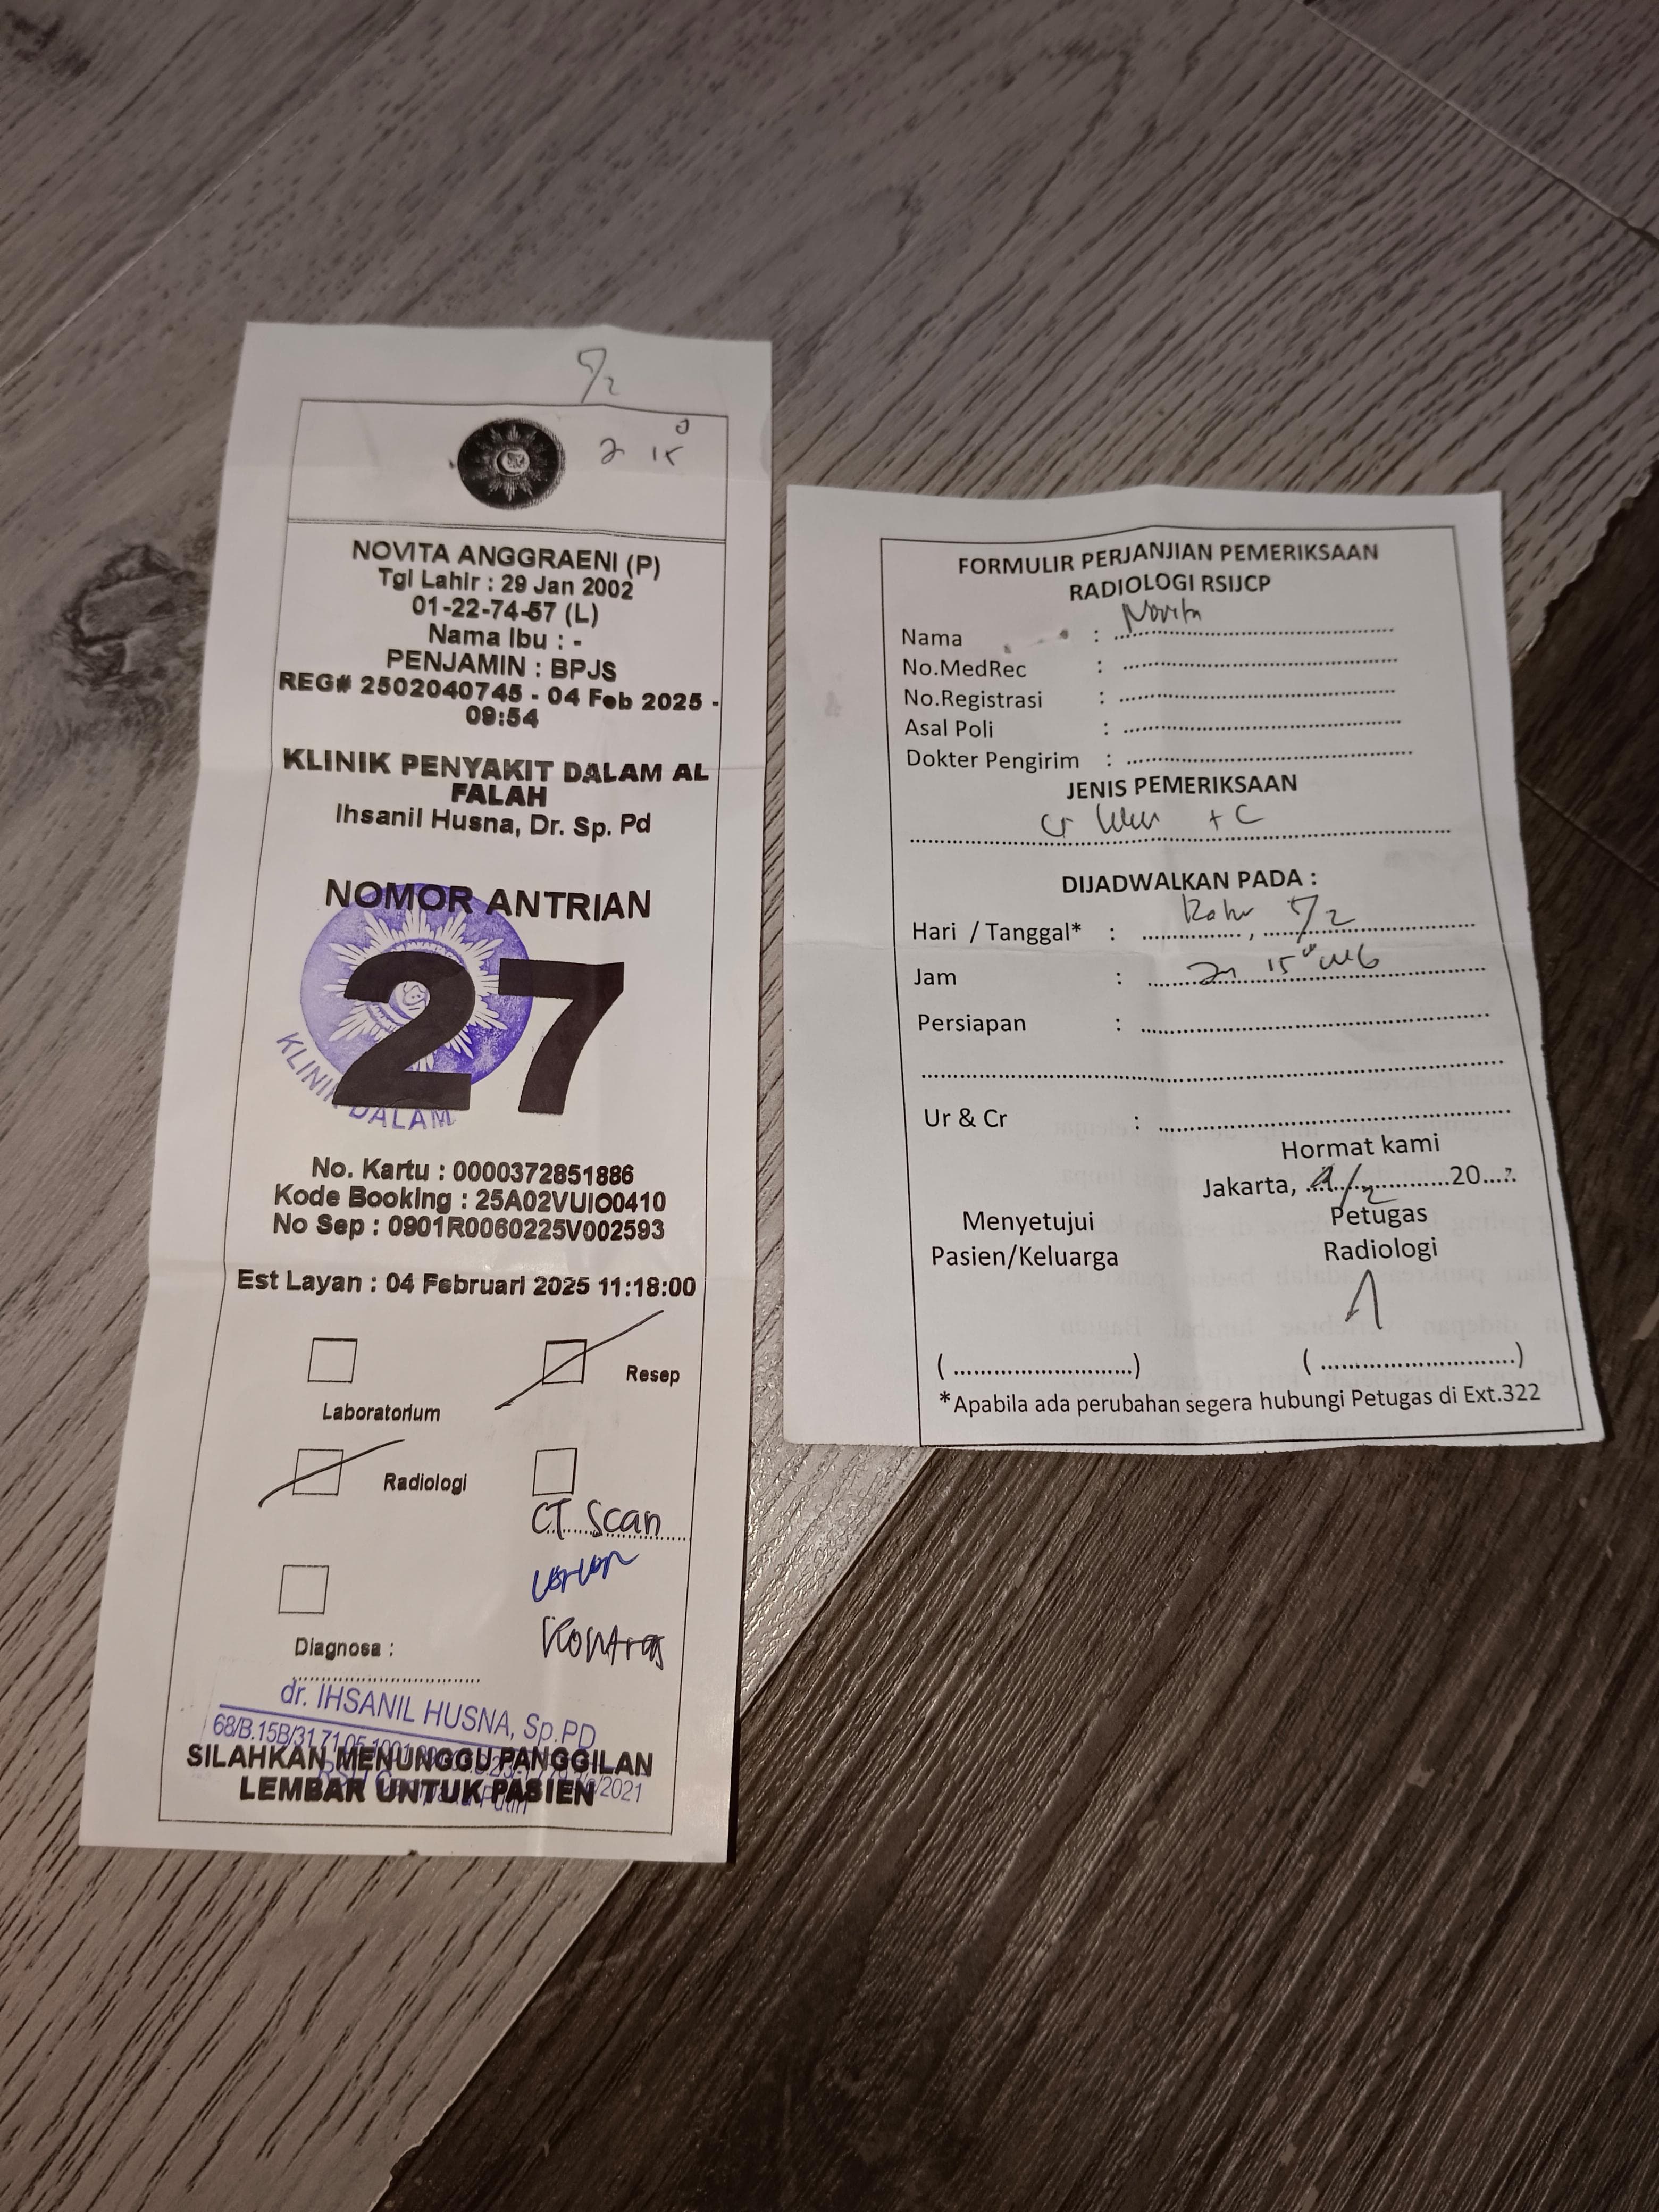 5/2
15
NOVITA ANGGRAENI (P)
Tgl Lahir : 29 Jan 2002
01-22-74-57 (L)
Nama Ibu : -
PENJAMIN : BPJS
REG# 2502040745 - 04 Feb 2025 -
09:54
KLINIK PENYAKIT DALAM AL
FALAH
Ihsanil Husna, Dr. Sp. Pd
NOMOR ANTRIAN
27
KLINIK DALAM
No. Kartu : 0000372851886
Kode Booking : 25A02VUIO0410
No Sep : 0901R0060225V002593
Est Layan : 04 Februari 2025 11:18:00
Resep
Laboratorium
Radiologi
CT Scan
Kontras
Diagnosa :
dr. IHSANIL HUSNA, Sp.PD
SILAHKAN MENUNGGU PANGGILAN
LEMBAR UNTUK PASIEN
FORMULIR PERJANJIAN PEMERIKSAAN
RADIOLOGI RSIJCP
Nama : Novita
No.MedRec :
No.Registrasi :
Asal Poli :
Dokter Pengirim :
JENIS PEMERIKSAAN
+ C
DIJADWALKAN PADA :
Hari / Tanggal* : , 5/2
Jam : 15
Persiapan :
Ur & Cr :
Hormat kami
Jakarta, 20
Menyetujui
Pasien/Keluarga
Petugas
Radiologi
(........................) (..........................)
*Apabila ada perubahan segera hubungi Petugas di Ext.322